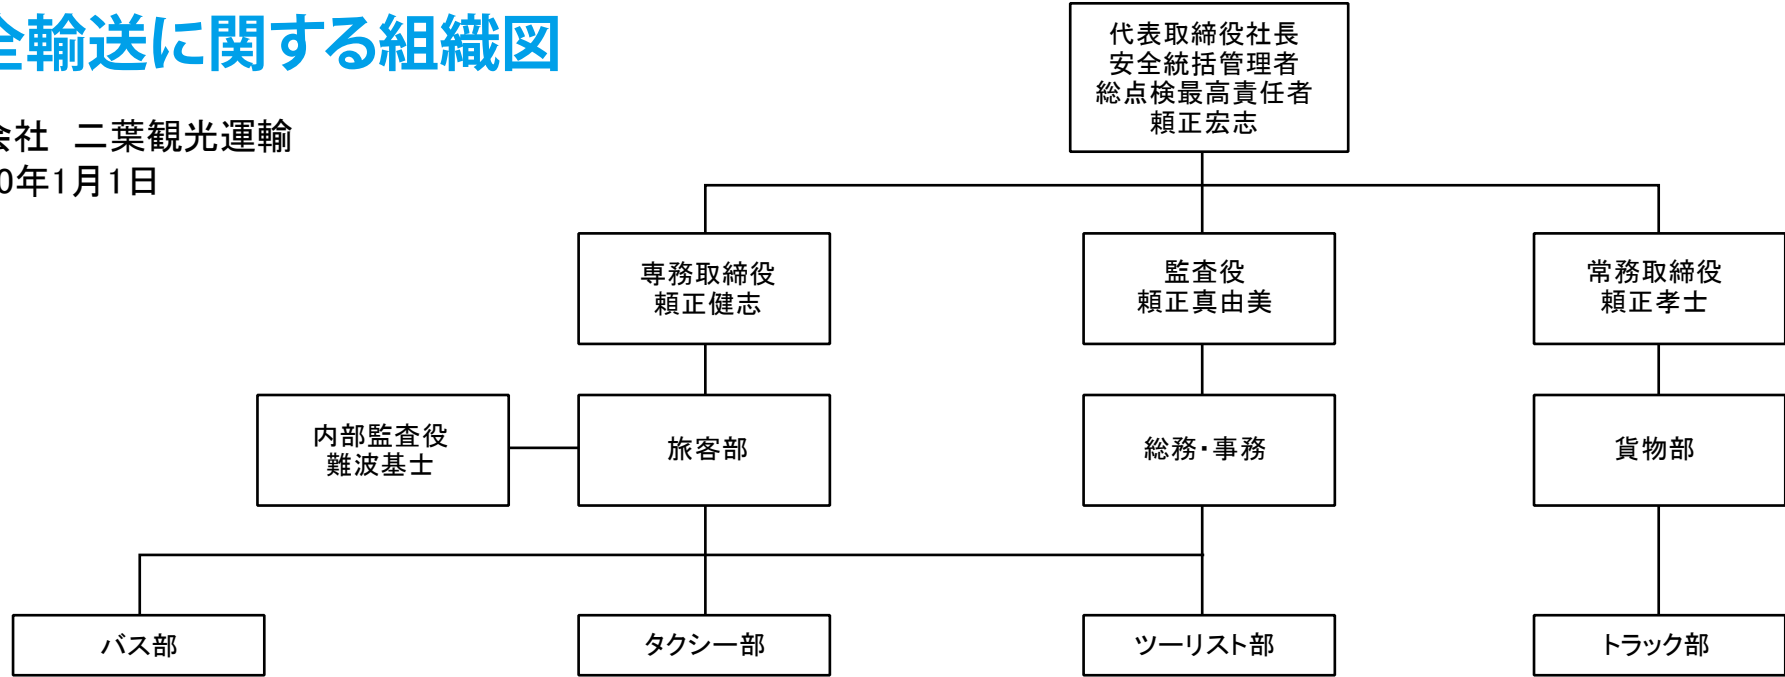 全輸送に関する組織図
会社　二葉観光運輸
0年1月1日
代表取締役社長
安全統括管理者
総点検最高責任者
頼正宏志
専務取締役
頼正健志
監査役
頼正真由美
常務取締役
頼正孝士
内部監査役
難波基士
旅客部
総務・事務
貨物部
バス部
タクシー部
ツーリスト部
トラック部